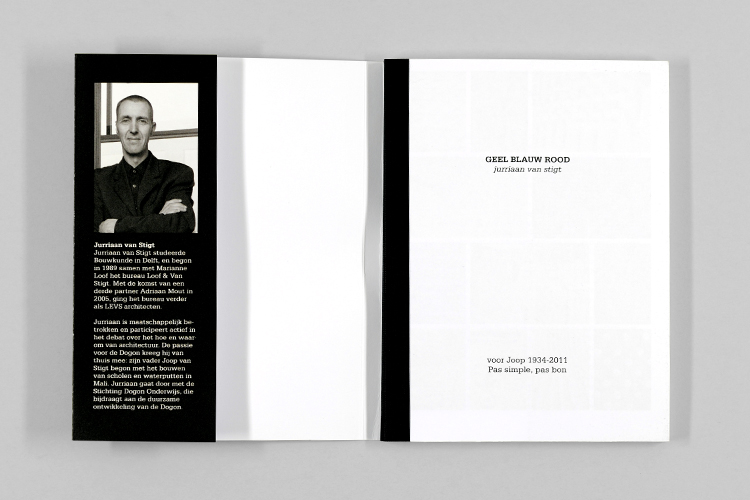 Jurriaan van Stigt
Jurriaan van Stigt studeerde
Bouwkunde in Delft, en begon
in 1989 samen met Marianne
Loof het bureau Loof & Van
Stigt. Met de komst van een
derde partner Adriaan Mout in
2005, ging het bureau verder
als LEVS architecten.
Jurriaan is maatschappelijk be-
trokken en participeert actief in
het debat over het hoe en waar-
om van architectuur. De passie
voor de Dogon kreeg hij van
thuis mee: zijn vader Joop van
Stigt begon met het bouwen
van scholen en waterputten in
Mali. Jurriaan gaat door met de
Stichting Dogon Onderwijs, die
bijdraagt aan de duurzame
ontwikkeling van de Dogon
GEEL BLAUW ROOD
jurriaan van stigt
voor Joop 1934-2011
Pas simple, pas bon